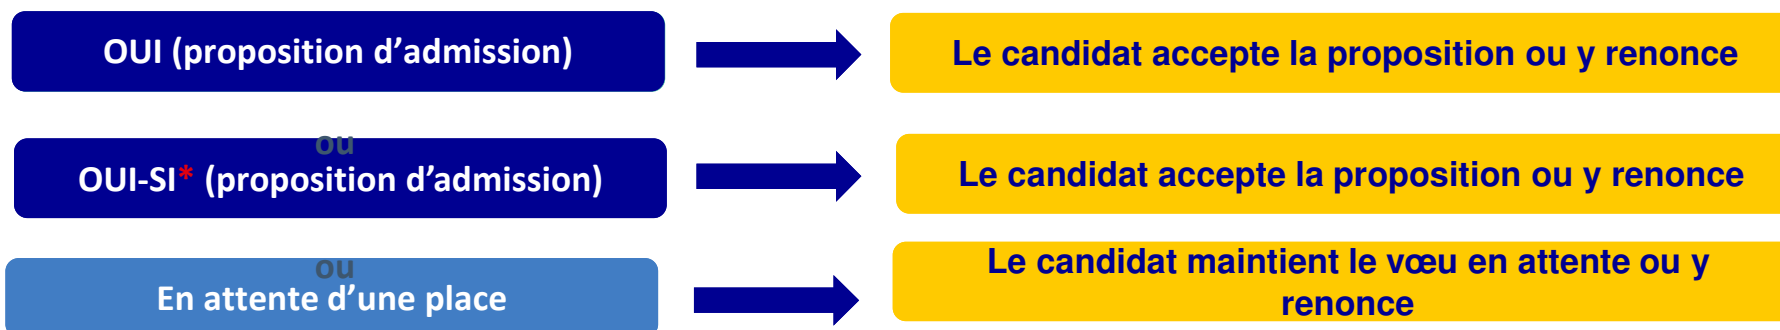 OUI (proposition d’admission)
Le candidat accepte la proposition ou y renonce
ou
OUI-SI* (proposition d’admission)
Le candidat accepte la proposition ou y renonce
ou
En attente d’une place
Le candidat maintient le vœu en attente ou y
renonce